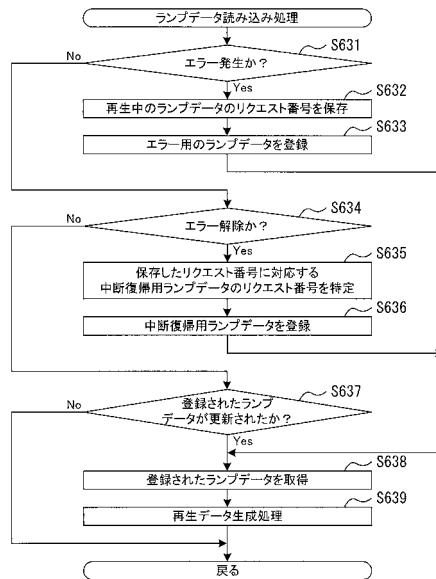 ランプデータ読み込み処理
S631
エラー発生か？
No
Yes
S632
再生中のランプデータのリクエスト番号を保存
S633
エラー用のランプデータを登録
S634
エラー解除か？
No
Yes
S635
保存したリクエスト番号に対応する
中断復帰用ランプデータのリクエスト番号を特定
S636
中断復帰用ランプデータを登録
S637
登録されたランプ
データが更新されたか？
No
Yes
S638
登録されたランプデータを取得
S639
再生データ生成処理
戻る